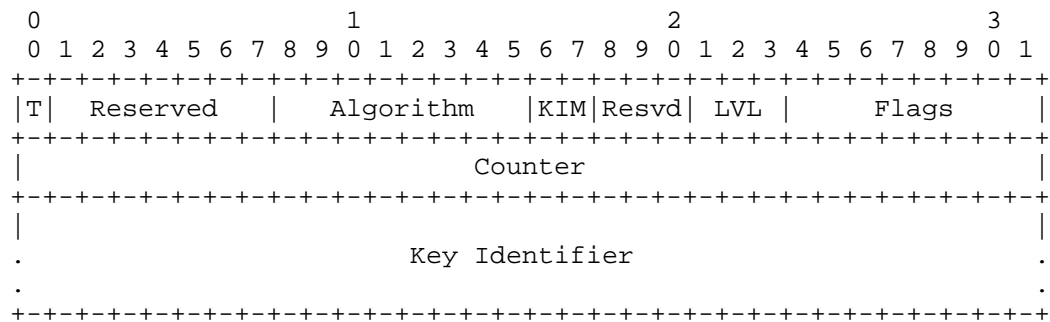 0                   1                   2                   3
 0 1 2 3 4 5 6 7 8 9 0 1 2 3 4 5 6 7 8 9 0 1 2 3 4 5 6 7 8 9 0 1
+-+-+-+-+-+-+-+-+-+-+-+-+-+-+-+-+-+-+-+-+-+-+-+-+-+-+-+-+-+-+-+-+
|T|  Reserved   |   Algorithm   |KIM|Resvd| LVL |     Flags     |
+-+-+-+-+-+-+-+-+-+-+-+-+-+-+-+-+-+-+-+-+-+-+-+-+-+-+-+-+-+-+-+-+
|                            Counter                            |
+-+-+-+-+-+-+-+-+-+-+-+-+-+-+-+-+-+-+-+-+-+-+-+-+-+-+-+-+-+-+-+-+
|                                                               |
.                        Key Identifier                         .
.                                                               .
+-+-+-+-+-+-+-+-+-+-+-+-+-+-+-+-+-+-+-+-+-+-+-+-+-+-+-+-+-+-+-+-+